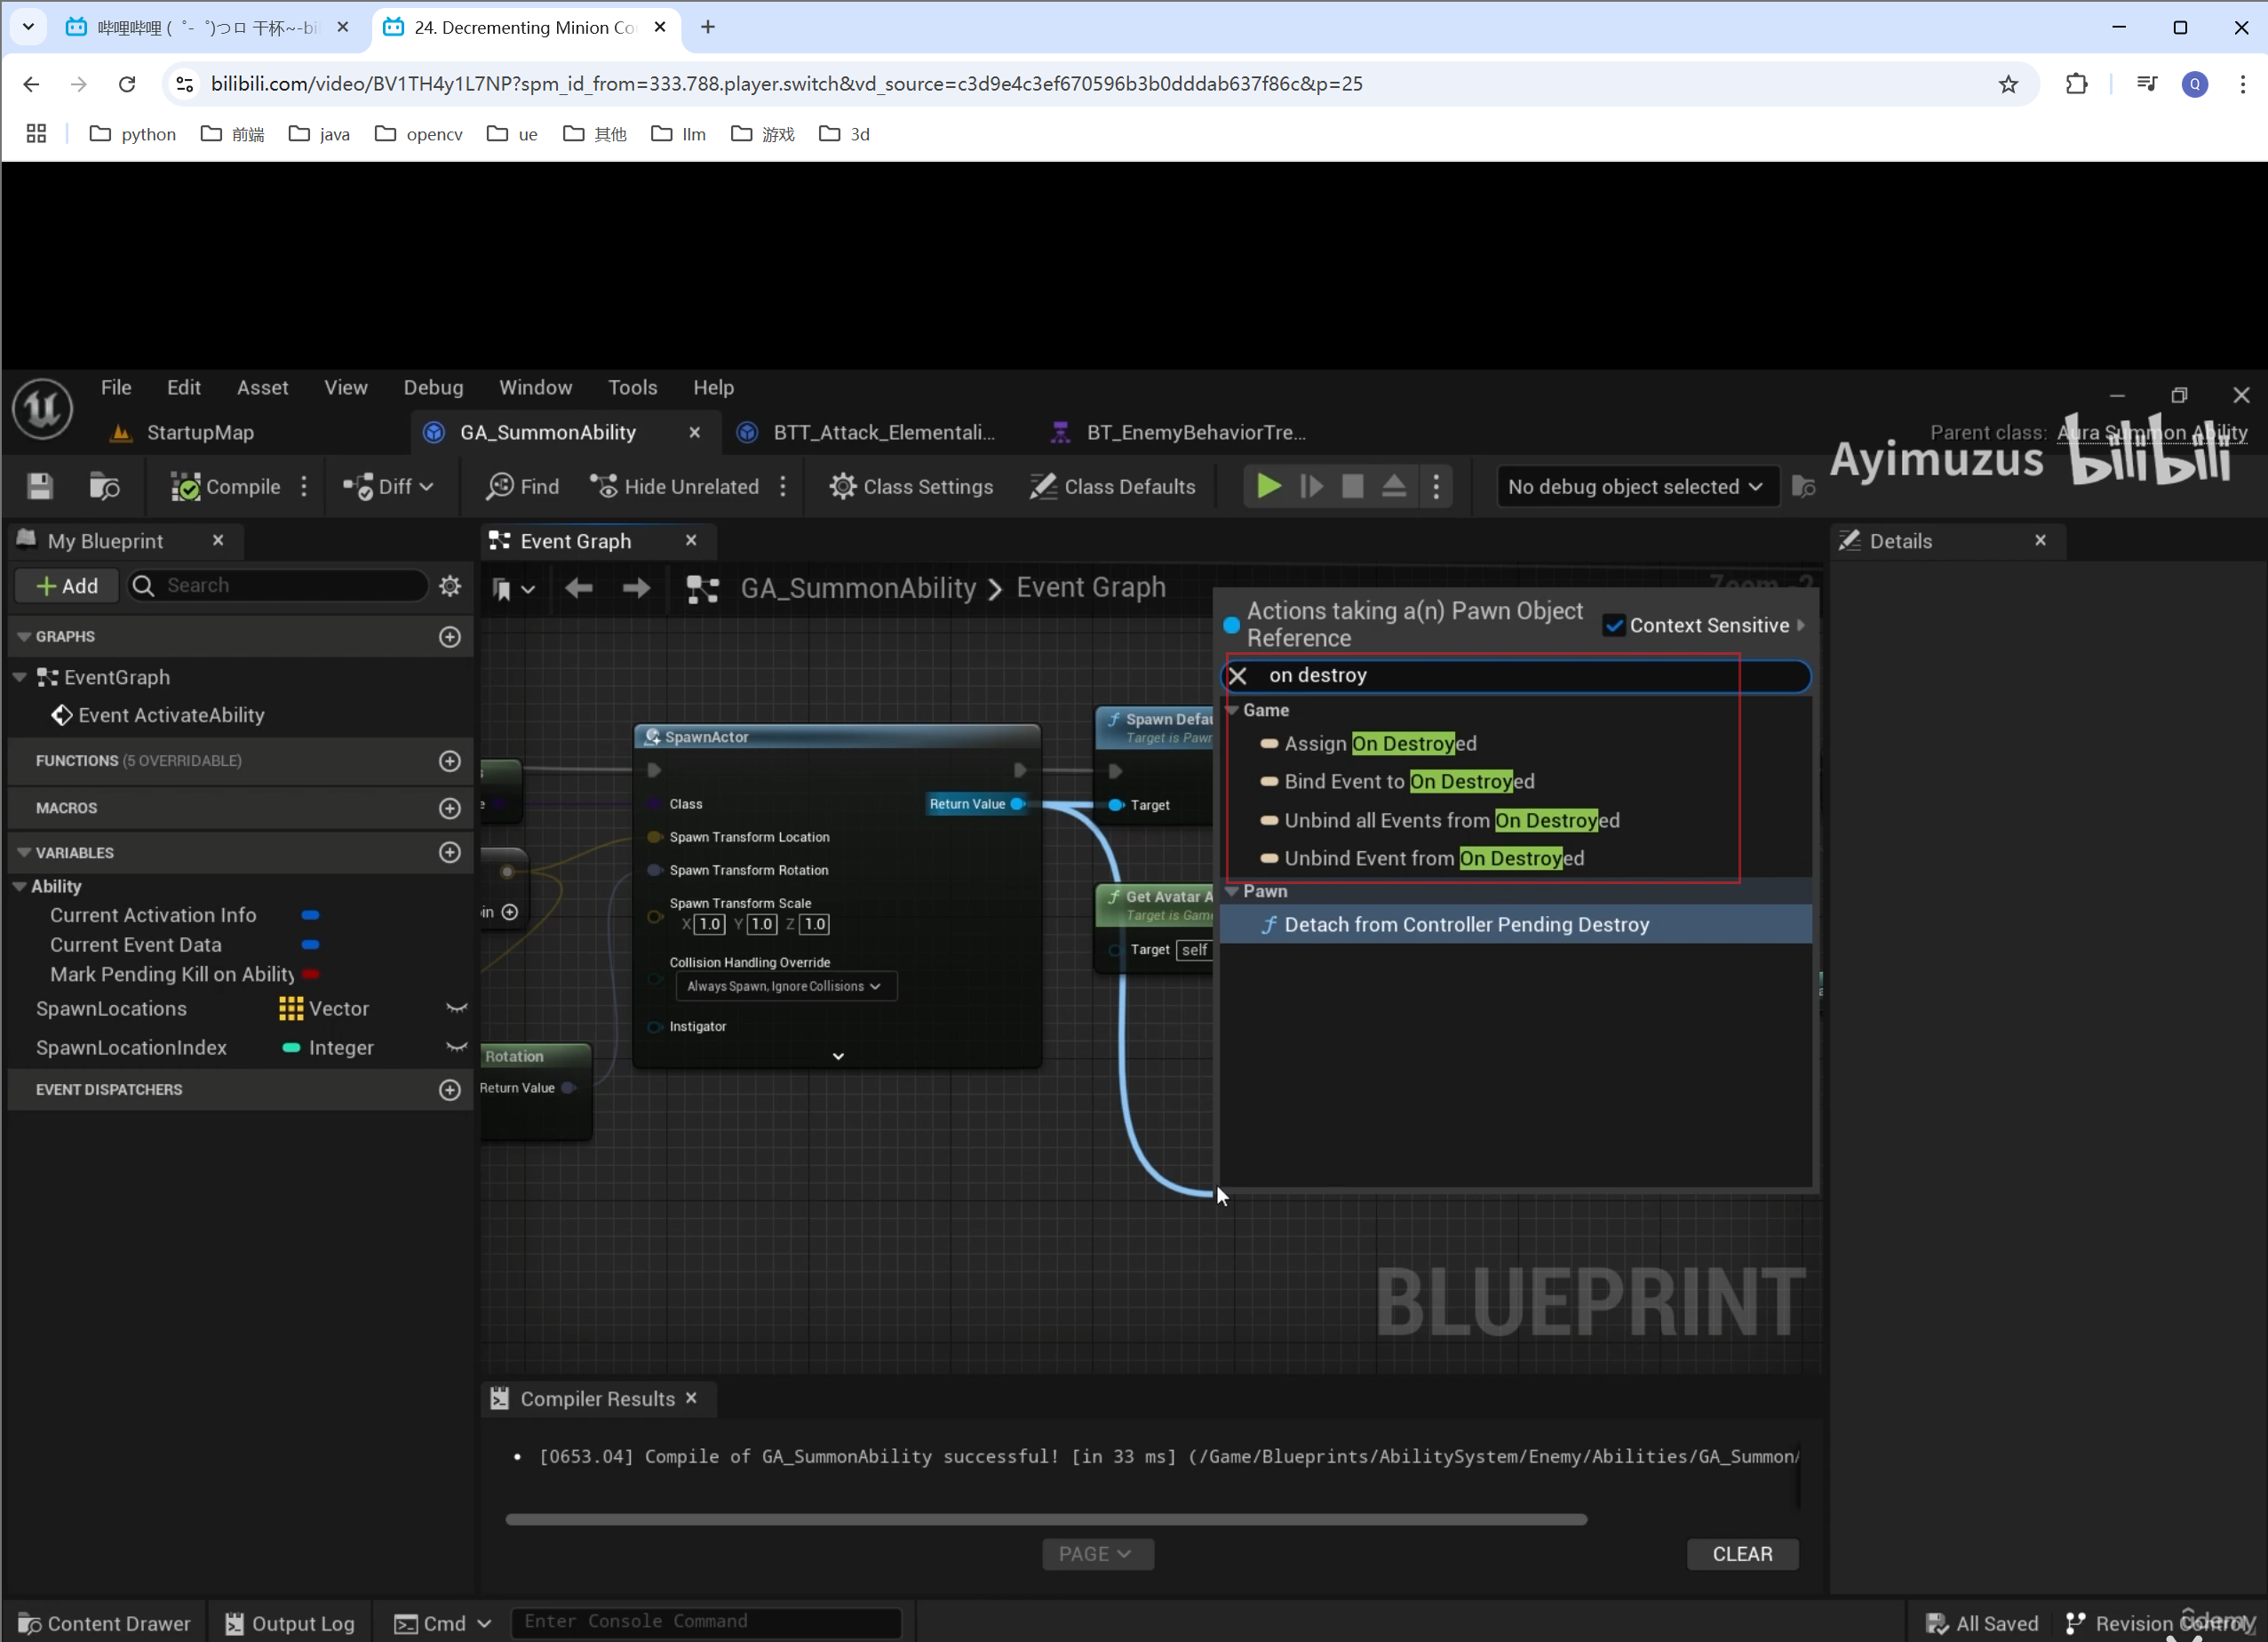 哔哩哔哩 (゜-゜)つロ 干杯~-bi
24. Decrementing Minion Co
bilibili.com/video/BV1TH4y1L7NP?spm_id_from=333.788.player.switch&vd_source=c3d9e4c3ef670596b3b0dddab637f86c&p=25
Q
python 前端 java opencv ue 其他 llm 游戏 3d
File Edit Asset View Debug Window Tools Help
StartupMap GA_SummonAbility BTT_Attack_Elementali... BT_EnemyBehaviorTre...
Parent class: Aura Summon Ability
Ayimuzus bilibili
Compile Diff Find Hide Unrelated Class Settings Class Defaults No debug object selected
My Blueprint Event Graph Details
Add Search
GA_SummonAbility > Event Graph
Zoom -2
GRAPHS
EventGraph
Event ActivateAbility
FUNCTIONS (5 OVERRIDABLE)
MACROS
VARIABLES
Ability
Current Activation Info
Current Event Data
Mark Pending Kill on Ability
SpawnLocations Vector
SpawnLocationIndex Integer
EVENT DISPATCHERS
SpawnActor
Class
Return Value
Spawn Transform Location
Spawn Transform Rotation
Spawn Transform Scale
X 1.0 Y 1.0 Z 1.0
Collision Handling Override
Always Spawn, Ignore Collisions
Instigator
in
Rotation
Return Value
Spawn Defau
Target is Pawn
Target
Get Avatar A
Target is Game
Target self
Actions taking a(n) Pawn Object
Reference
Context Sensitive
on destroy
Game
Assign On Destroyed
Bind Event to On Destroyed
Unbind all Events from On Destroyed
Unbind Event from On Destroyed
Pawn
Detach from Controller Pending Destroy
BLUEPRINT
Compiler Results
[0653.04] Compile of GA_SummonAbility successful! [in 33 ms] (/Game/Blueprints/AbilitySystem/Enemy/Abilities/GA_Summon/
PAGE
CLEAR
Content Drawer Output Log Cmd Enter Console Command
All Saved Revision Control
ûdemy